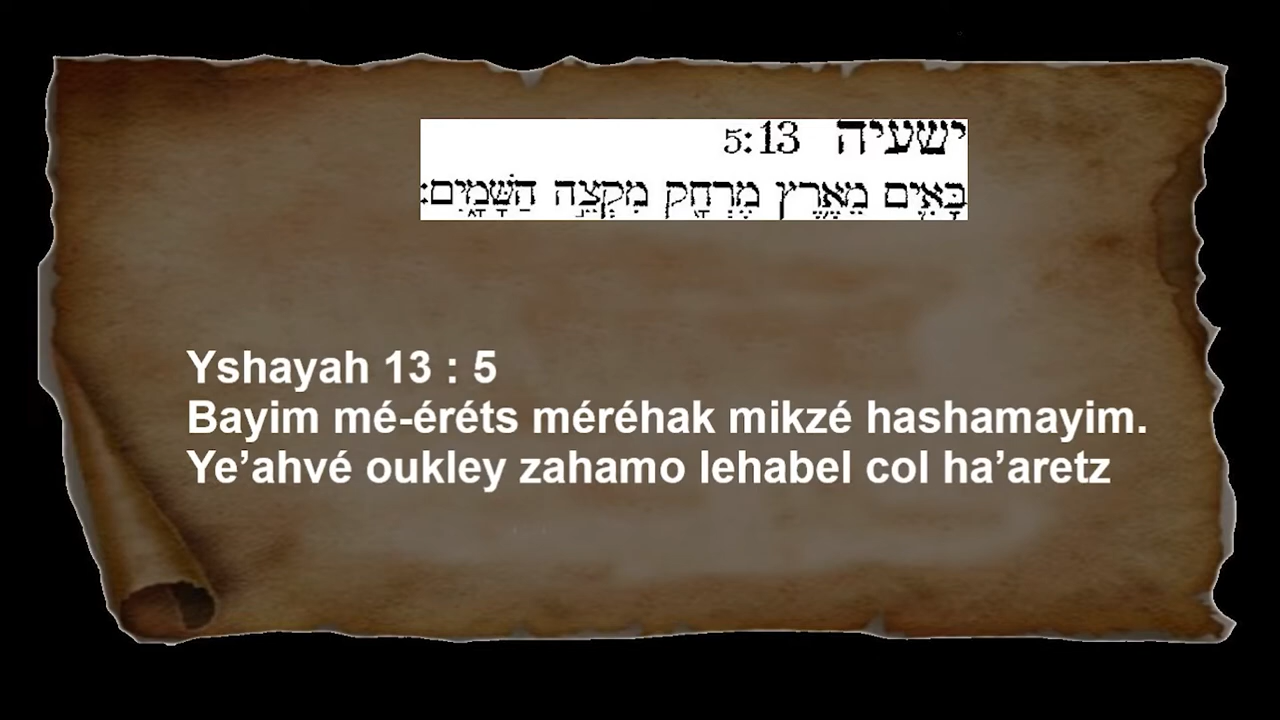 ישעיה 5:13
בָּאִ֛ים מֵאֶ֥רֶץ מֶרְחָ֖ק מִקְצֵ֣ה הַשָּׁמָ֑יִם:
Yshayah 13 : 5
Bayim mé-éréts méréhak mikzé hashamayim.
Ye’ahvé oukley zahamo lehabel col ha’aretz